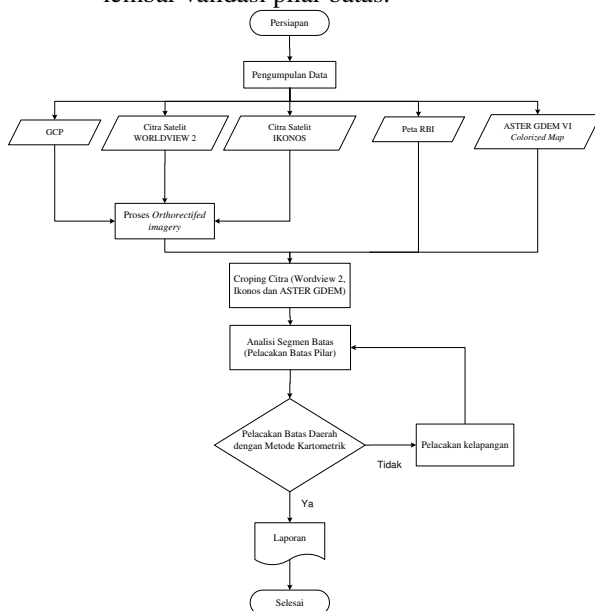 lembar validasi pilar batas.
Persiapan
Pengumpulan Data
GCP
Citra Satelit
WORLDVIEW 2
Citra Satelit
IKONOS
Peta RBI
ASTER GDEM VI
Colorized Map
Proses Orthorectifed
imagery
Croping Citra (Wordview 2,
Ikonos dan ASTER GDEM)
Analisi Segmen Batas
(Pelacakan Batas Pilar)
Pelacakan Batas Daerah
dengan Metode Kartometrik
Pelacakan kelapangan
Tidak
Ya
Laporan
Selesai